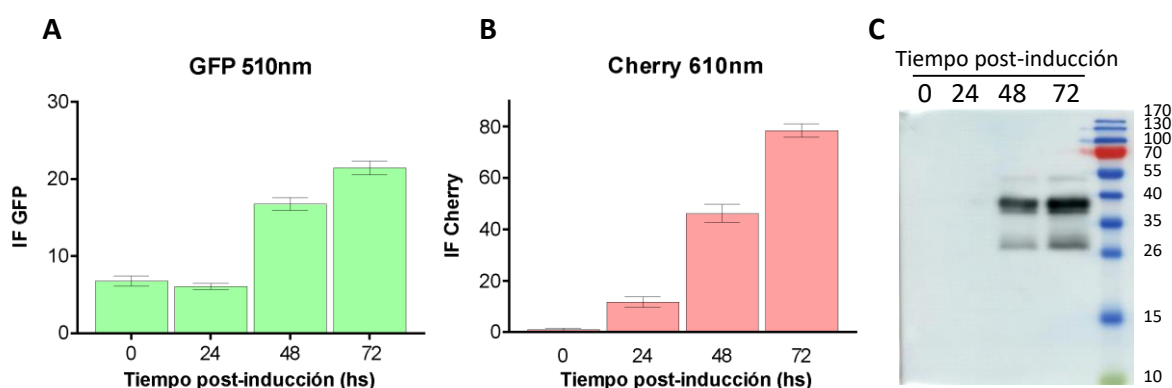 A
GFP 510nm
30
20
10
0
IF GFP
0 24 48 72
Tiempo post-inducción (hs)
B
Cherry 610nm
80
60
40
20
0
IF Cherry
0 24 48 72
Tiempo post-inducción (hs)
C
Tiempo post-inducción
0 24 48 72
170
130
100
70
55
40
35
26
15
10